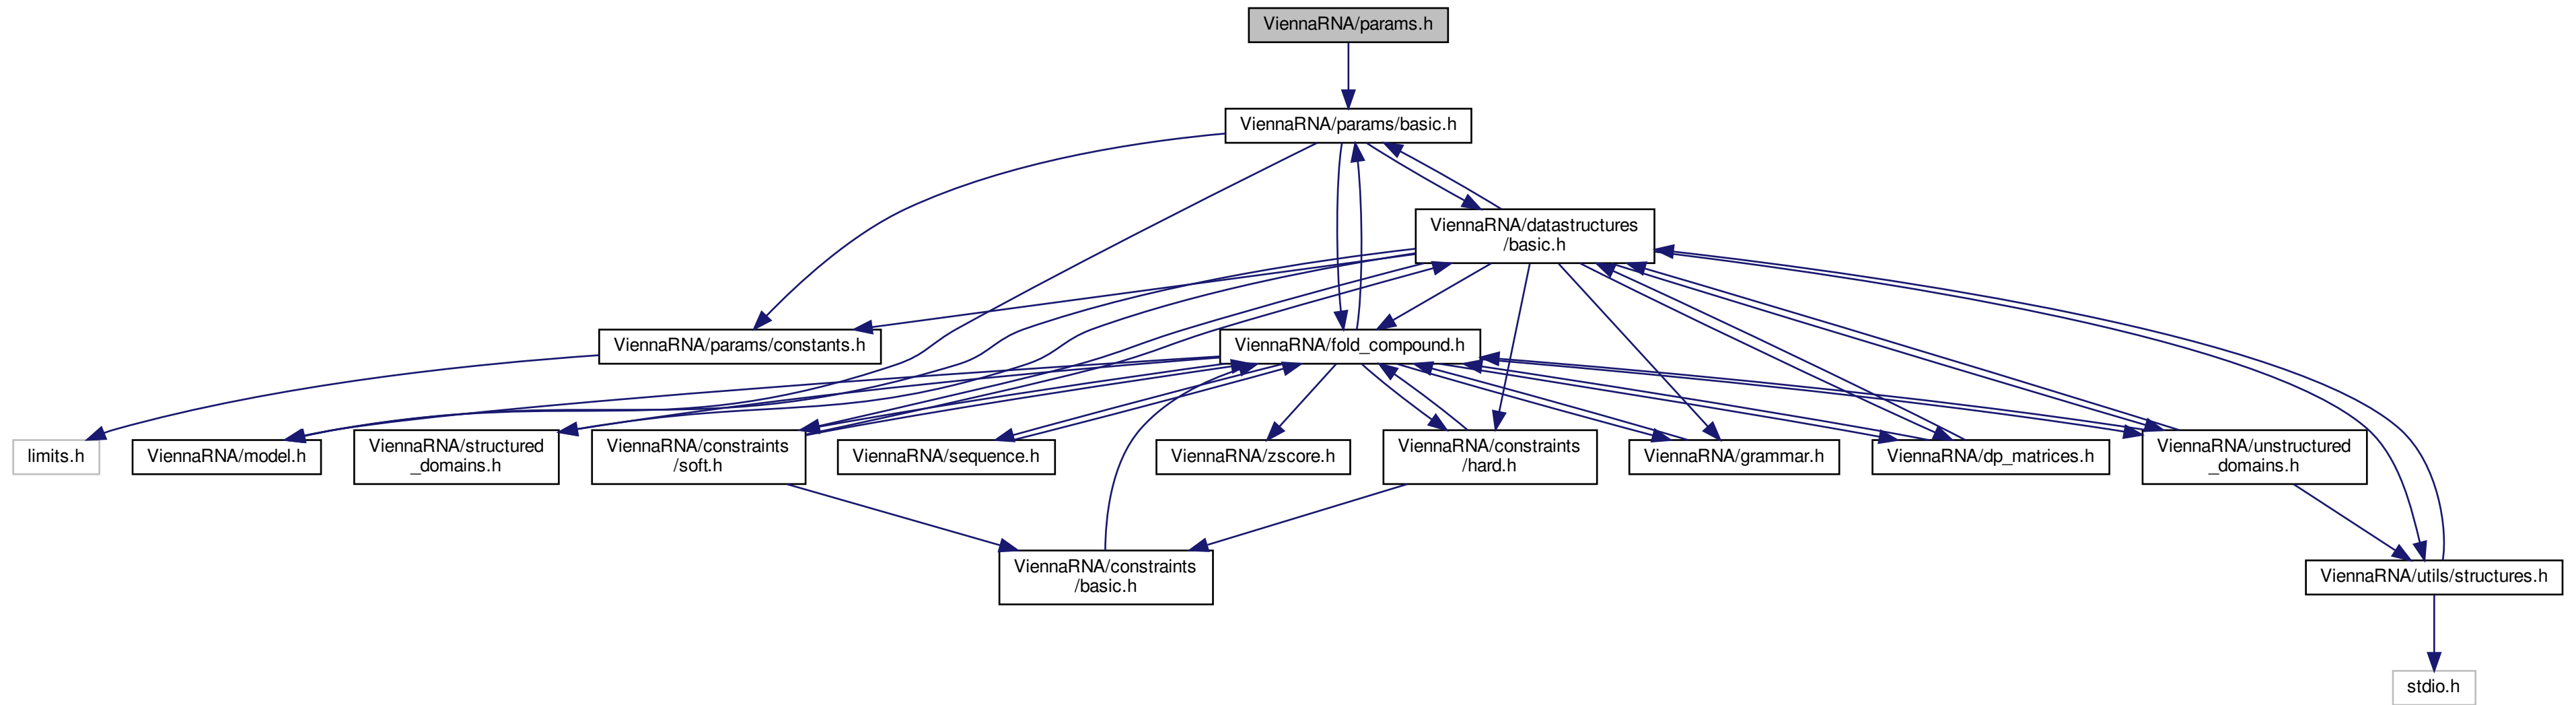 ViennaRNA/params.h
ViennaRNA/params/basic.h
ViennaRNA/datastructures
/basic.h
ViennaRNA/params/constants.h
ViennaRNA/fold_compound.h
limits.h
ViennaRNA/model.h
ViennaRNA/structured
_domains.h
ViennaRNA/constraints
/soft.h
ViennaRNA/sequence.h
ViennaRNA/zscore.h
ViennaRNA/constraints
/hard.h
ViennaRNA/grammar.h
ViennaRNA/dp_matrices.h
ViennaRNA/unstructured
_domains.h
ViennaRNA/constraints
/basic.h
ViennaRNA/utils/structures.h
stdio.h